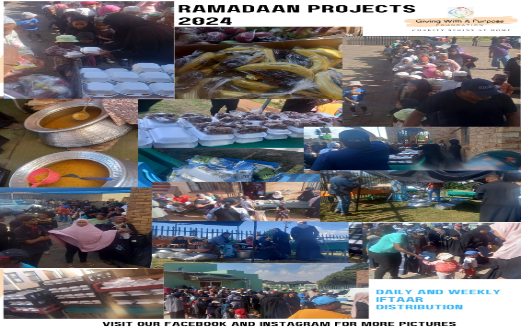 RAMADAAN PROJECTS
2024
Giving With A Purpose
FOUNDATION
CHARITY BEGINS AT HOME
DAILY AND WEEKLY
IFTAAR
DISTRIBUTION
VISIT OUR FACEBOOK AND INSTAGRAM FOR MORE PICTURES